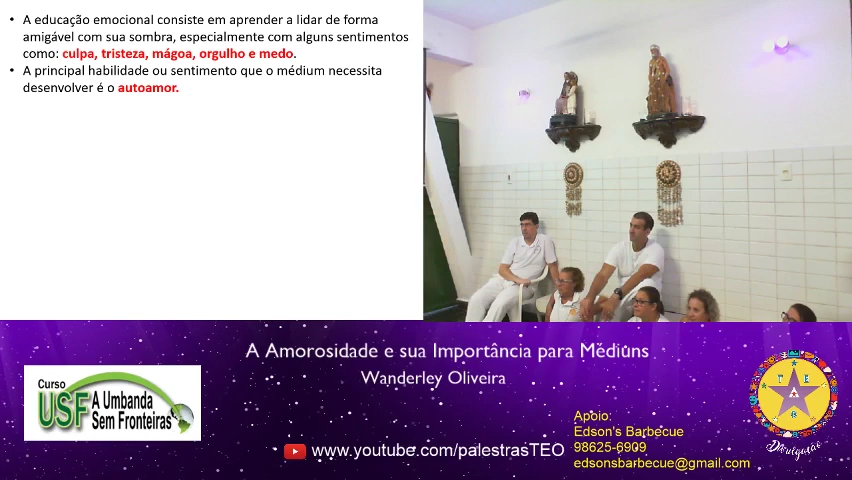 • A educação emocional consiste em aprender a lidar de forma
amigável com sua sombra, especialmente com alguns sentimentos
como: culpa, tristeza, mágoa, orgulho e medo.
• A principal habilidade ou sentimento que o médium necessita
desenvolver é o autoamor.
A Amorosidade e sua Importância para Médiuns
Wanderley Oliveira
Curso
USF A Umbanda
Sem Fronteiras
www.youtube.com/palestrasTEO
Apoio:
Edson's Barbecue
98625-6909
edsonsbarbecue@gmail.com
T E
A B
Divulgação